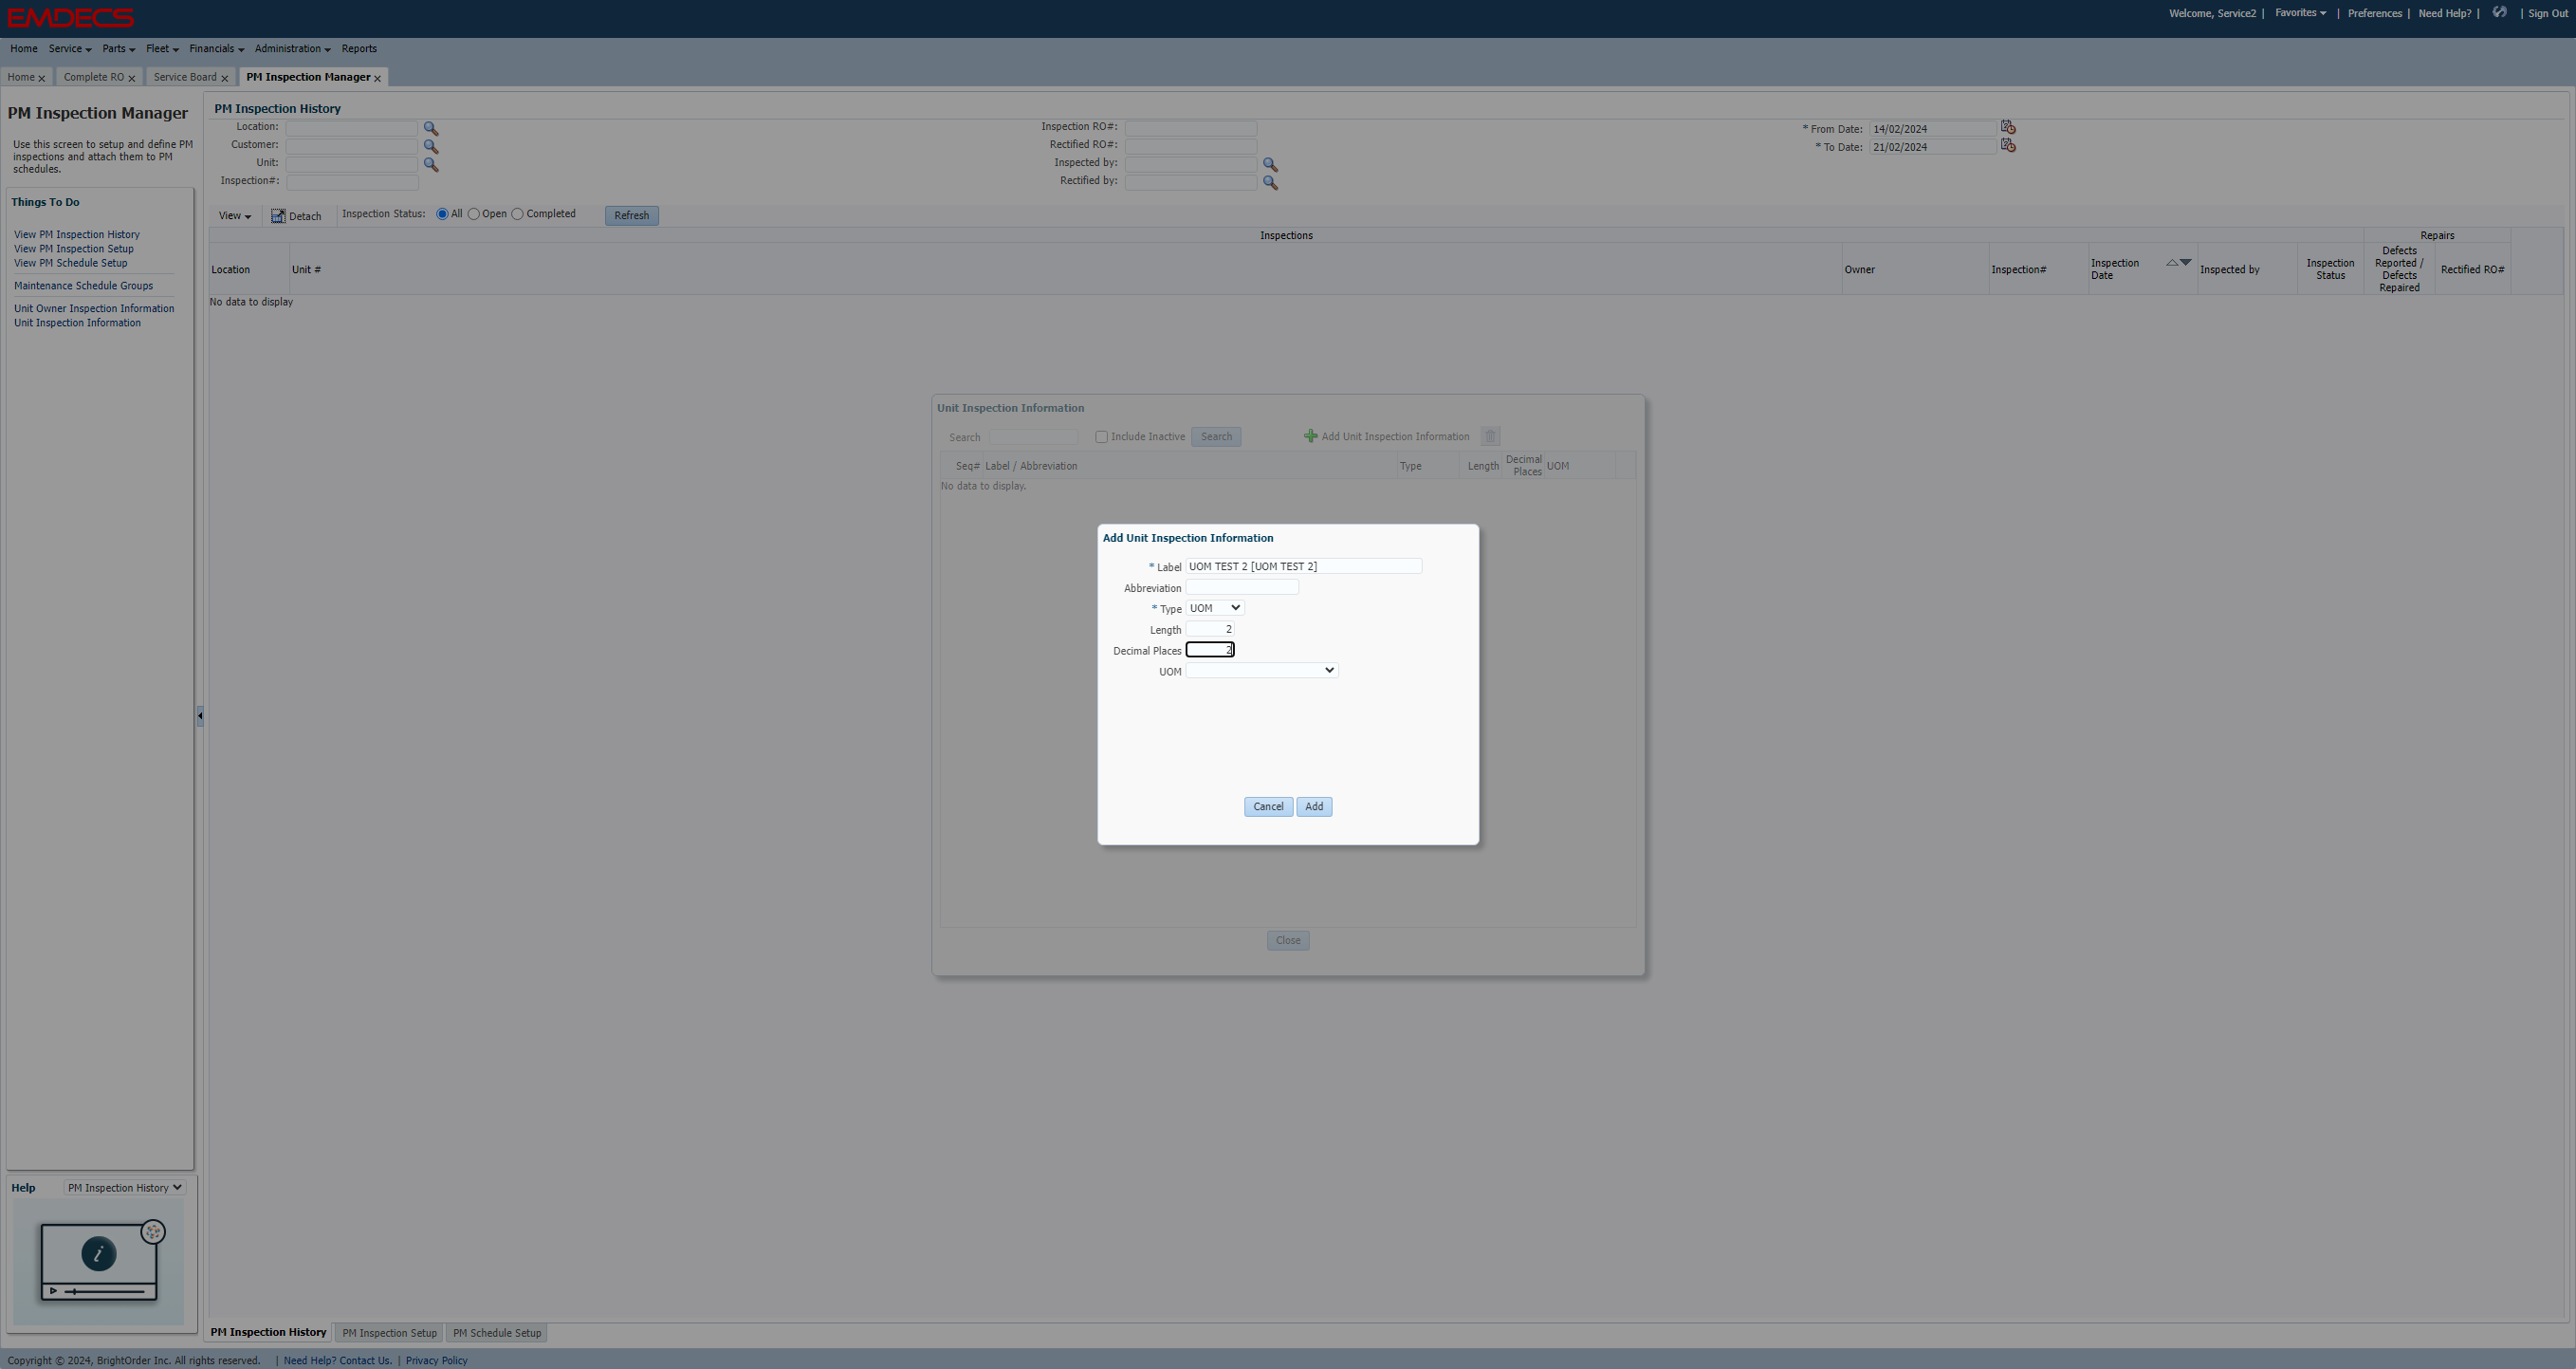 EMDECS
Welcome, Service2 | Favorites | Preferences | Need Help? | | Sign Out
Home Service Parts Fleet Financials Administration Reports
Home x Complete RO x Service Board x PM Inspection Manager x
PM Inspection Manager
Use this screen to setup and define PM
inspections and attach them to PM
schedules.
Things To Do
View PM Inspection History
View PM Inspection Setup
View PM Schedule Setup
Maintenance Schedule Groups
Unit Owner Inspection Information
Unit Inspection Information
PM Inspection History
Location: Inspection RO#: * From Date: 14/02/2024
Customer: Rectified RO#: * To Date: 21/02/2024
Unit: Inspected by:
Inspection#: Rectified by:
View Detach Inspection Status: All Open Completed Refresh
Inspections Repairs
Location Unit # Owner Inspection# Inspection Date Inspected by Inspection Status Defects Reported / Defects Repaired Rectified RO#
No data to display
Unit Inspection Information
Search Include Inactive Search Add Unit Inspection Information
Seq# Label / Abbreviation Type Length Decimal Places UOM
No data to display.
Add Unit Inspection Information
* Label UOM TEST 2 [UOM TEST 2]
Abbreviation
* Type UOM
Length 2
Decimal Places 2
UOM
Cancel Add
Close
Help PM Inspection History
i
PM Inspection History PM Inspection Setup PM Schedule Setup
Copyright © 2024, BrightOrder Inc. All rights reserved. | Need Help? Contact Us. | Privacy Policy